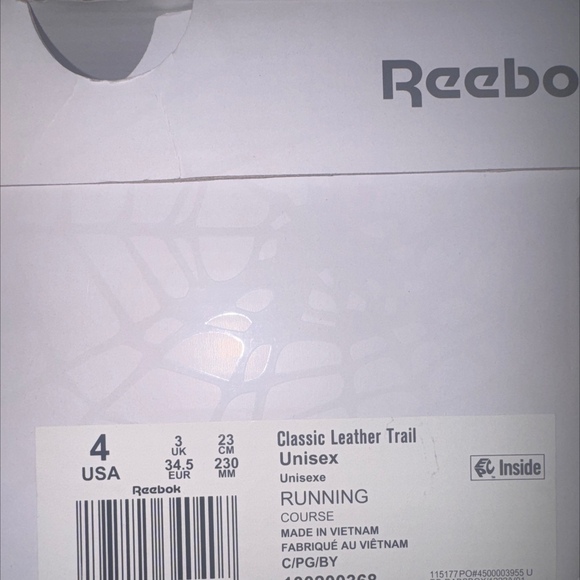 Reebo
4
USA
3
UK
34.5
EUR
23
CM
230
MM
Reebok
Classic Leather Trail
Unisex
Unisexe
RUNNING
COURSE
MADE IN VIETNAM
FABRIQUÉ AU VIÊTNAM
C/PG/BY
Inside
115177PO#4500003955 U